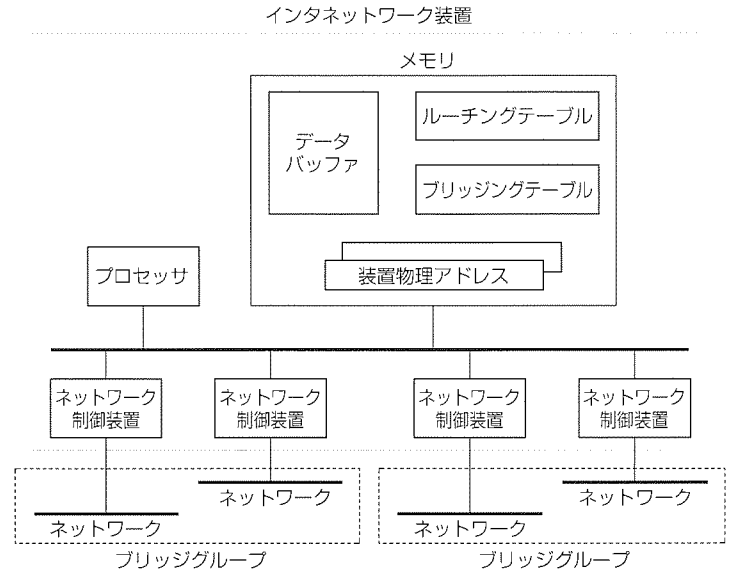 インタネットワーク装置
メモリ
データ
バッファ
ルーチングテーブル
ブリッジングテーブル
装置物理アドレス
プロセッサ
ネットワーク
制御装置
ネットワーク
制御装置
ネットワーク
制御装置
ネットワーク
制御装置
ネットワーク
ネットワーク
ネットワーク
ネットワーク
ブリッジグループ
ブリッジグループ